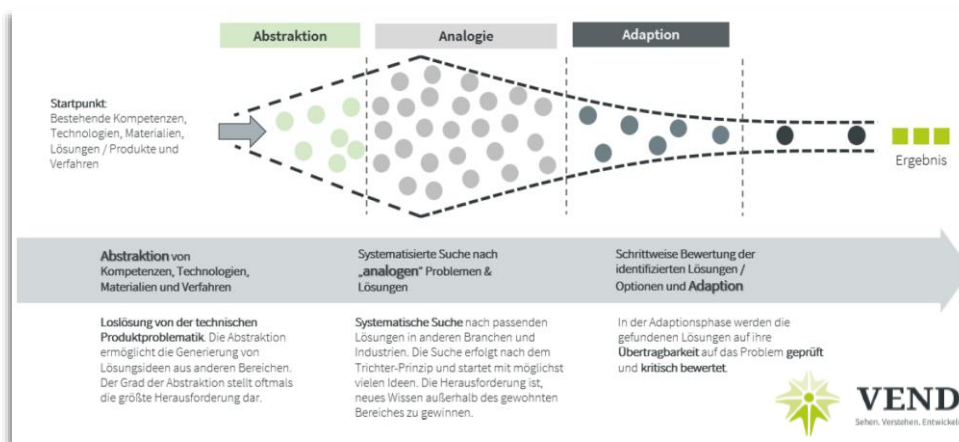 Abstraktion
Analogie
Adaption
Startpunkt:
Bestehende Kompetenzen,
Technologien, Materialien,
Lösungen / Produkte und
Verfahren
Ergebnis
Abstraktion von
Kompetenzen, Technologien,
Materialien und Verfahren
Systematisierte Suche nach
„analogen“ Problemen &
Lösungen
Schrittweise Bewertung der
identifizierten Lösungen /
Optionen und Adaption
Loslösung von der technischen
Produktproblematik. Die Abstraktion
ermöglicht die Generierung von
Lösungsideen aus anderen Bereichen.
Der Grad der Abstraktion stellt oftmals
die größte Herausforderung dar.
Systematische Suche nach passenden
Lösungen in anderen Branchen und
Industrien. Die Suche erfolgt nach dem
Trichter-Prinzip und startet mit möglichst
vielen Ideen. Die Herausforderung ist,
neues Wissen außerhalb des gewohnten
Bereiches zu gewinnen.
In der Adaptionsphase werden die
gefundenen Lösungen auf ihre
Übertragbarkeit auf das Problem geprüft
und kritisch bewertet.
VEND
Sehen. Verstehen. Entwickel